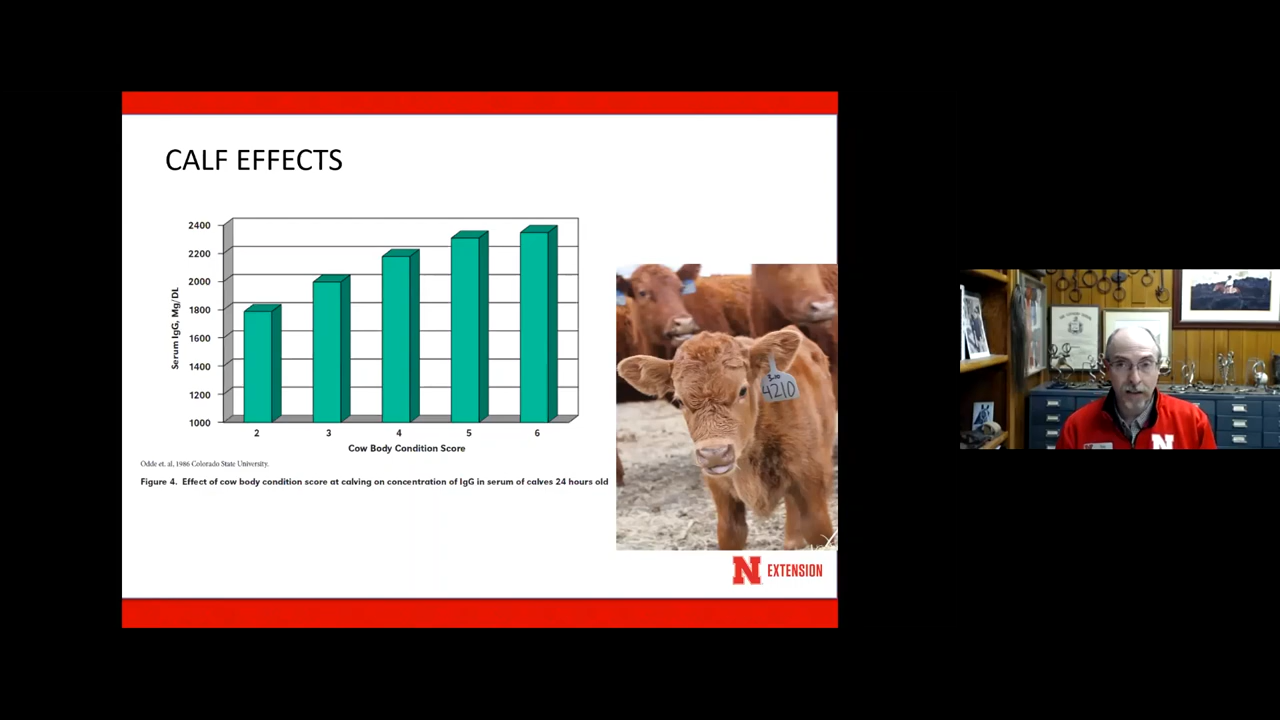 CALF EFFECTS
2400
2200
2000
1800
1600
1400
1200
1000
Serum IgG, Mg/DL
2 3 4 5 6
Cow Body Condition Score
Odde et. al, 1986 Colorado State University.
Figure 4. Effect of cow body condition score at calving on concentration of IgG in serum of calves 24 hours old
4210
N EXTENSION
N